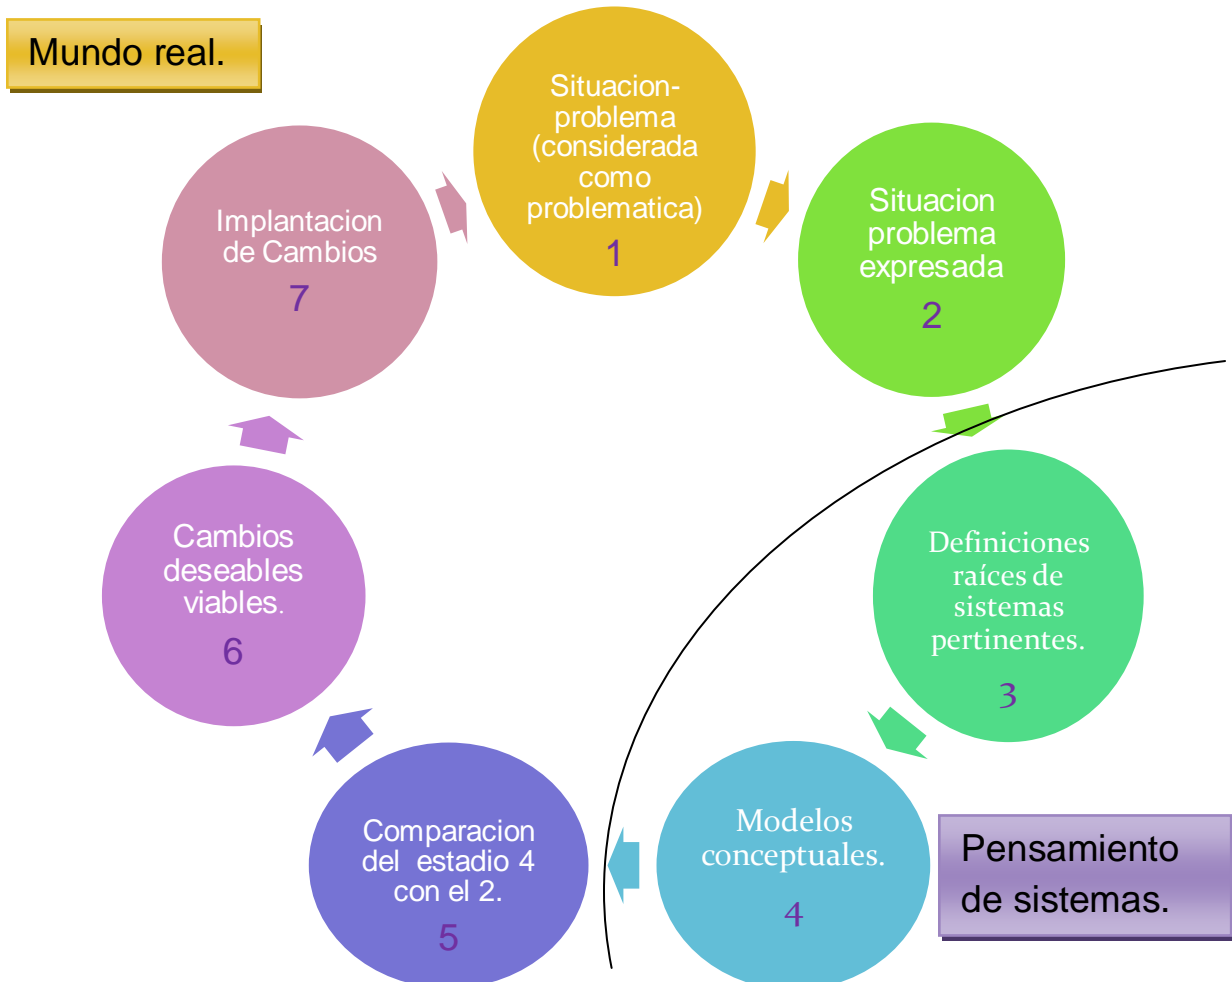 Mundo real.
Situacion-
problema
(considerada
como
problematica)
1
Situacion
problema
expresada
2
Definiciones
raíces de
sistemas
pertinentes.
3
Modelos
conceptuales.
4
Pensamiento
de sistemas.
Comparacion
del estadio 4
con el 2.
5
Cambios
deseables
viables.
6
Implantacion
de Cambios
7